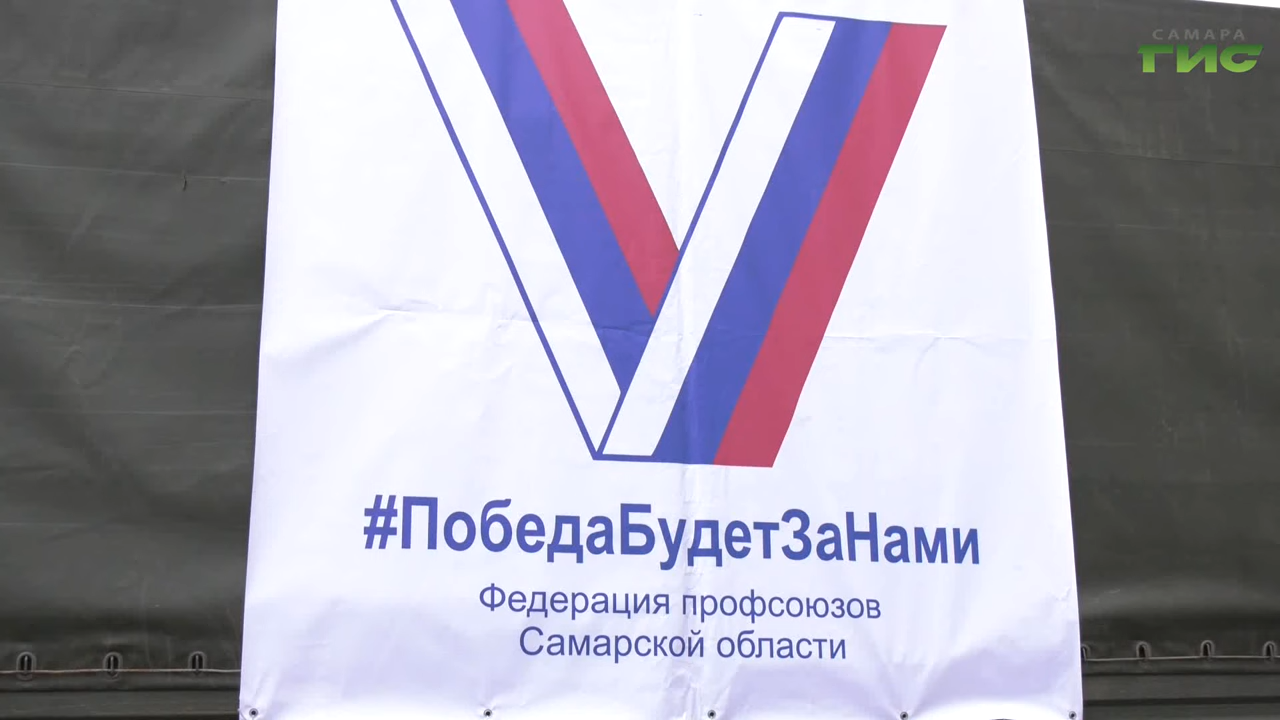 САМАРА
ГИС
#ПобедаБудетЗаНами
Федерация профсоюзов
Самарской области